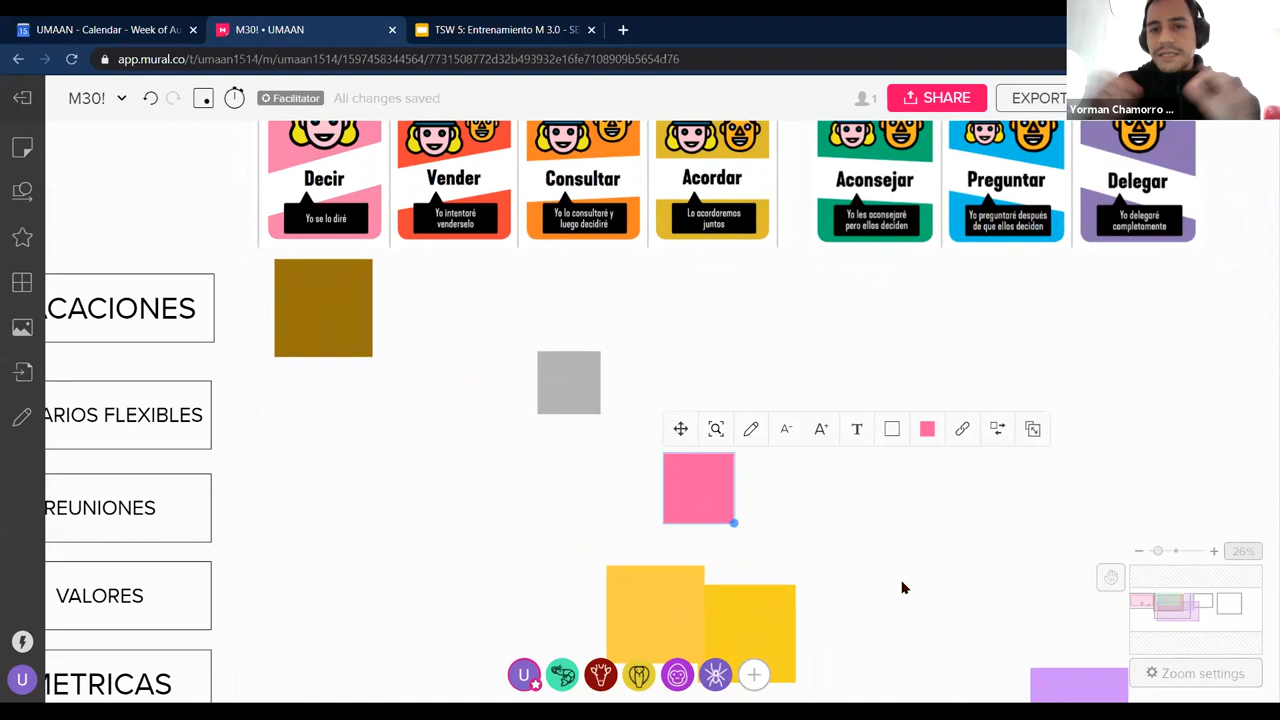 UMAAN - Calendar - Week of Au
M30! • UMAAN
TSW 5: Entrenamiento M 3.0 - SE
app.mural.co/t/umaan1514/m/umaan1514/1597458344564/7731508772d32b493932e16fe7108909b5654d76
M30!
Facilitator
All changes saved
1
SHARE
EXPORT
Yorman Chamorro ...
Decir
Yo se lo diré
Vender
Yo intentaré
venderselo
Consultar
Yo lo consultaré y
luego decidiré
Acordar
Lo acordaremos
juntos
Aconsejar
Yo les aconsejaré
pero ellos deciden
Preguntar
Yo preguntaré después
de que ellos decidan
Delegar
Yo delegaré
completamente
ACACIONES
ARIOS FLEXIBLES
REUNIONES
VALORES
METRICAS
A-
A+
T
26%
Zoom settings
U
U